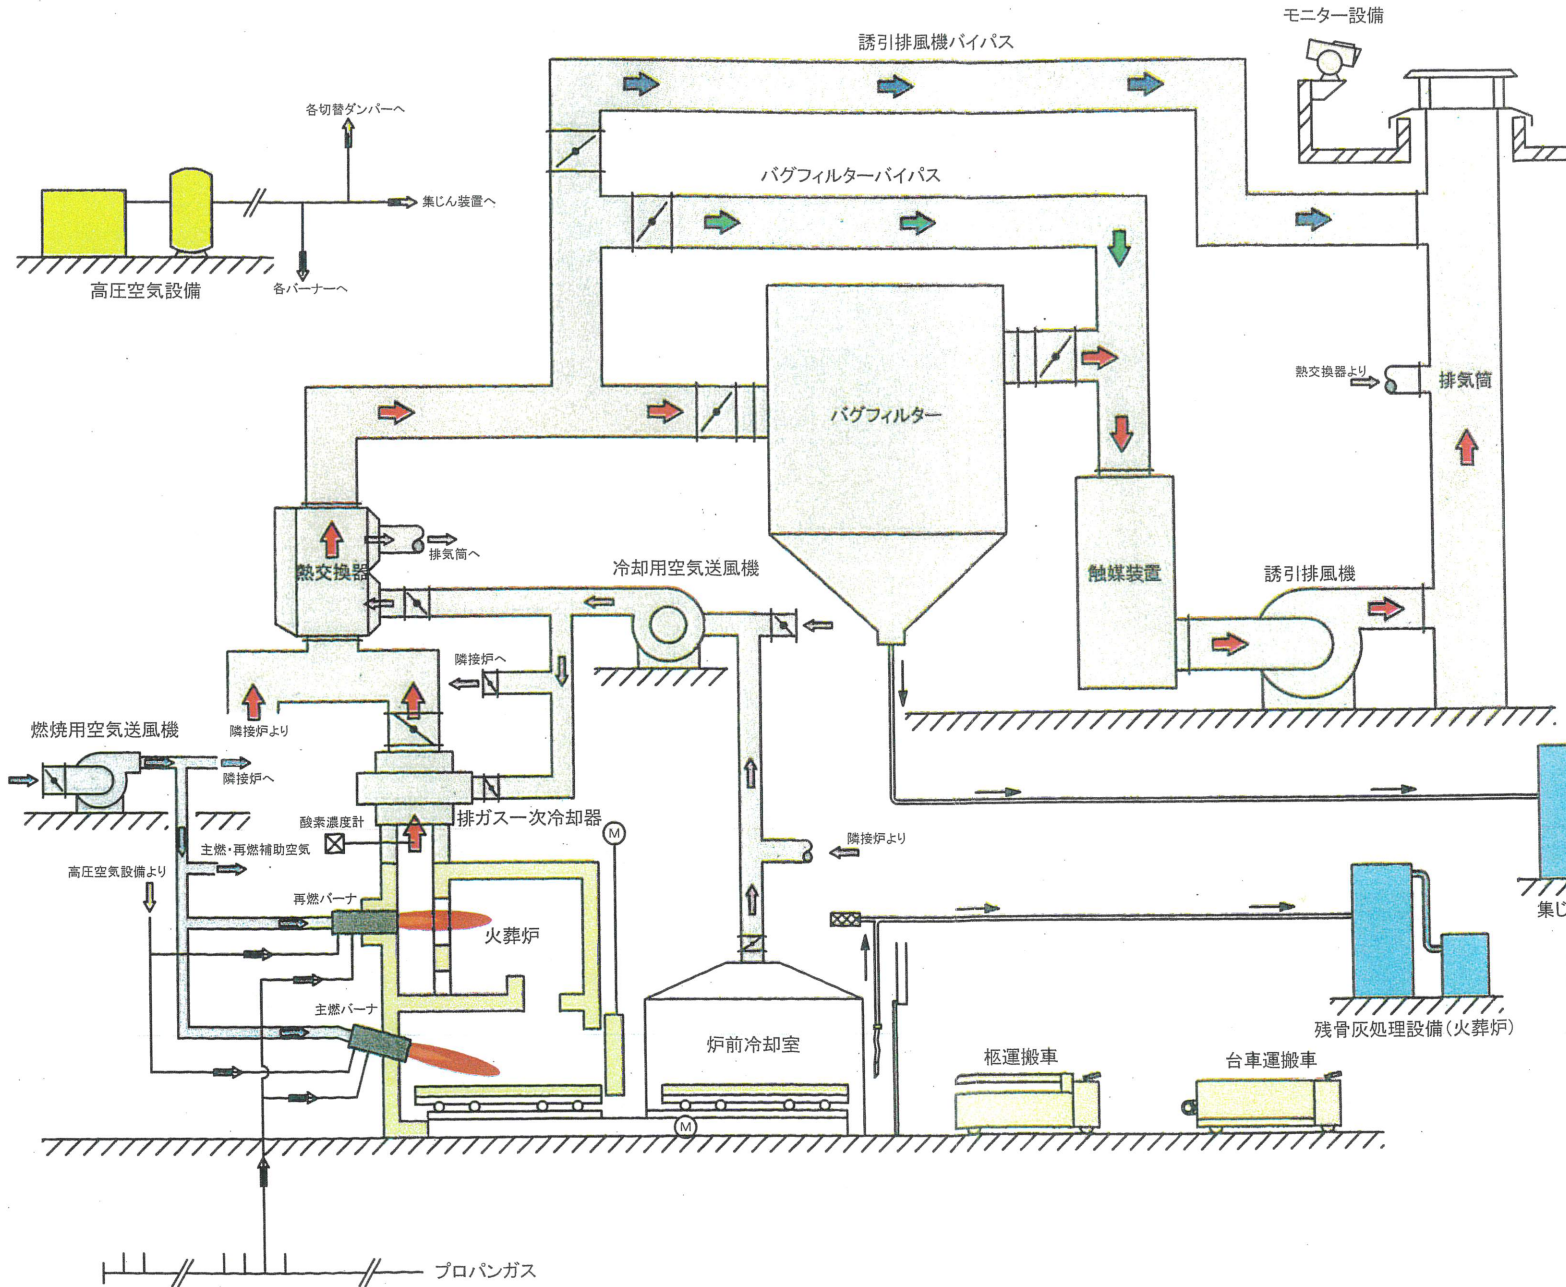 モニター設備
誘引排風機バイパス
各切替ダンパーへ
バグフィルターバイパス
集じん装置へ
高圧空気設備
各バーナーへ
熱交換器より
排気筒
バグフィルター
排気筒へ
熱交換器
冷却用空気送風機
触媒装置
誘引排風機
隣接炉へ
隣接炉より
燃焼用空気送風機
隣接炉へ
排ガス一次冷却器
酸素濃度計
M
主燃・再燃補助空気
隣接炉より
高圧空気設備より
再燃バーナ
火葬炉
集じ
主燃バーナ
炉前冷却室
残骨灰処理設備(火葬炉)
柩運搬車
台車運搬車
M
プロパンガス